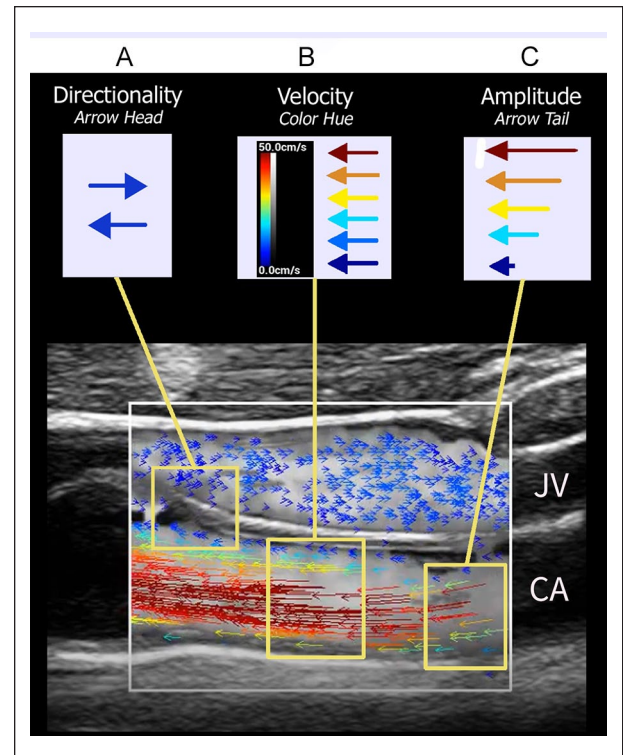 A B C
Directionality
Arrow Head
Velocity
Color Hue
Amplitude
Arrow Tail
50.0cm/s
0.0cm/s
JV
CA